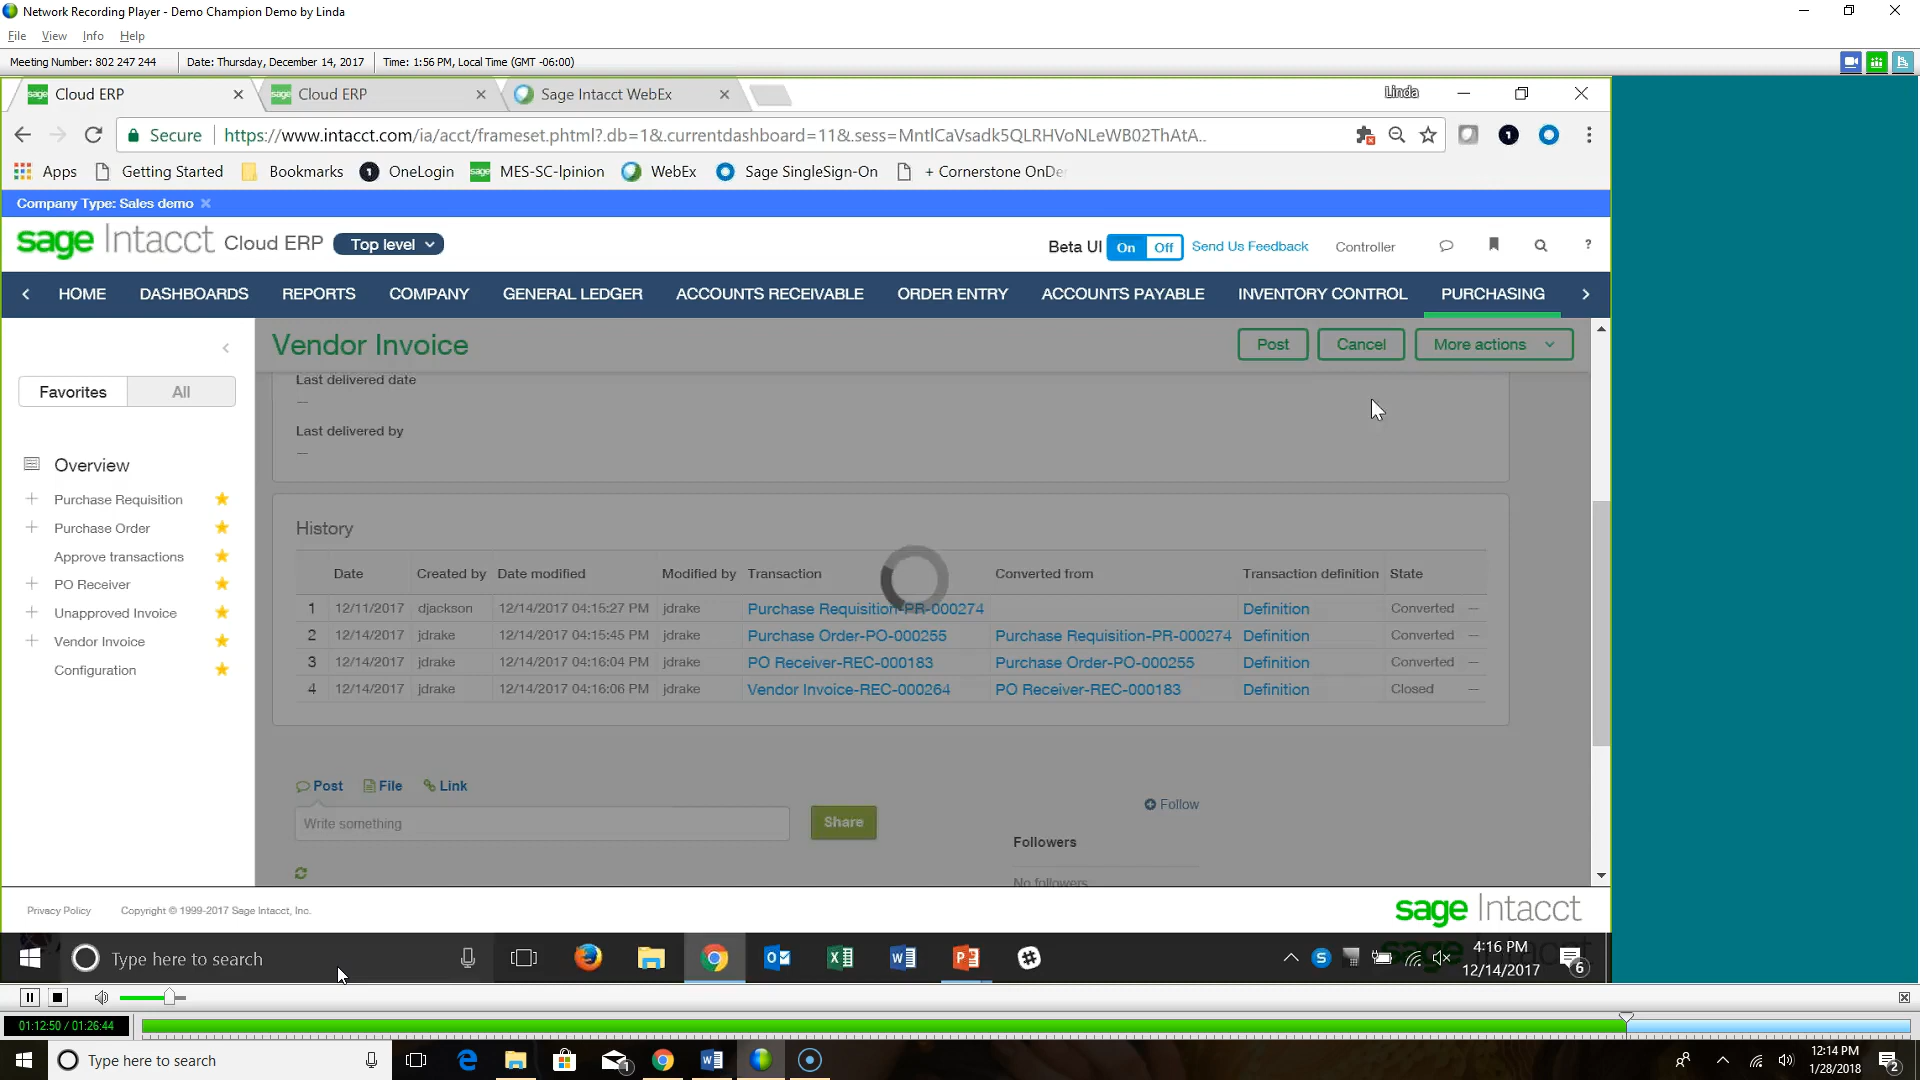 Network Recording Player - Demo Champion Demo by Linda
File View Info Help
Meeting Number: 802 247 244 Date: Thursday, December 14, 2017 Time: 1:56 PM, Local Time (GMT -06:00)
sage Cloud ERP sage Cloud ERP Sage Intacct WebEx Linda
Secure https://www.intacct.com/ia/acct/frameset.phtml?.db=1&.currentdashboard=11&.sess=MntlCaVsadk5QLRHVoNLeWB02ThAtA..
Apps Getting Started Bookmarks 1 OneLogin sage MES-SC-Ipinion WebEx Sage SingleSign-On + Cornerstone OnDe
Company Type: Sales demo
sage Intacct Cloud ERP Top level Beta UI On Off Send Us Feedback Controller ?
HOME DASHBOARDS REPORTS COMPANY GENERAL LEDGER ACCOUNTS RECEIVABLE ORDER ENTRY ACCOUNTS PAYABLE INVENTORY CONTROL PURCHASING
Vendor Invoice Post Cancel More actions
Favorites All
Overview
Purchase Requisition
Purchase Order
Approve transactions
PO Receiver
Unapproved Invoice
Vendor Invoice
Configuration
Last delivered date
—
Last delivered by
—
History
Date Created by Date modified Modified by Transaction Converted from Transaction definition State
1 12/11/2017 djackson 12/14/2017 04:15:27 PM jdrake Purchase Requisition-PR-000274 Definition Converted —
2 12/14/2017 jdrake 12/14/2017 04:15:45 PM jdrake Purchase Order-PO-000255 Purchase Requisition-PR-000274 Definition Converted —
3 12/14/2017 jdrake 12/14/2017 04:16:04 PM jdrake PO Receiver-REC-000183 Purchase Order-PO-000255 Definition Converted —
4 12/14/2017 jdrake 12/14/2017 04:16:06 PM jdrake Vendor Invoice-REC-000264 PO Receiver-REC-000183 Definition Closed —
Post File Link
Write something Share
Follow
Followers
No followers
Privacy Policy Copyright © 1999-2017 Sage Intacct, Inc. sage Intacct
Type here to search 4:16 PM
12/14/2017 6
01:12:50 / 01:26:44
Type here to search 1 12:14 PM
1/28/2018 2